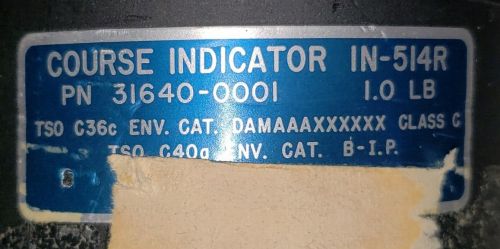 COURSE INDICATOR IN-514R
PN 31640-0001 1.0 LB
TSO C36c ENV. CAT. DAMAAAXXXXXX CLASS C
TSO C40a ENV. CAT. B-I.P.